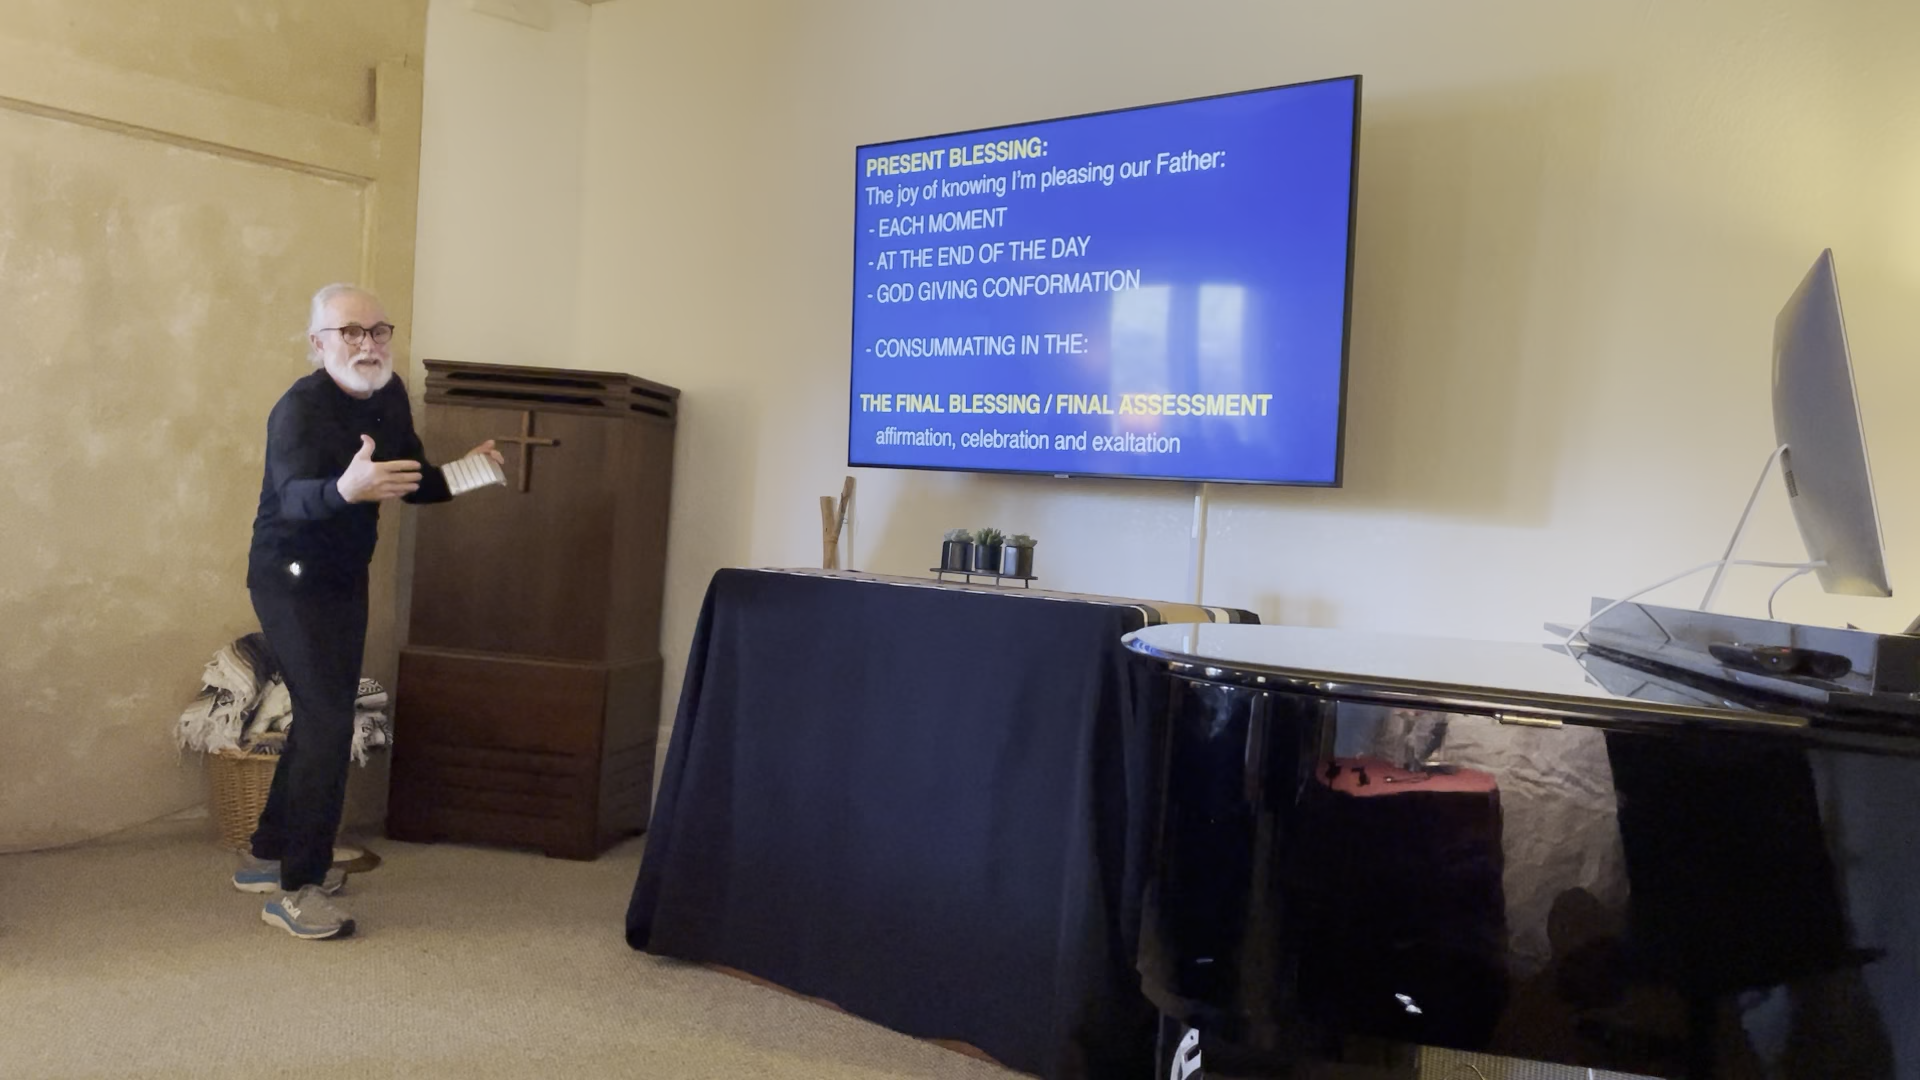 PRESENT BLESSING:
The joy of knowing I'm pleasing our Father:
- EACH MOMENT
- AT THE END OF THE DAY
- GOD GIVING CONFORMATION
- CONSUMMATING IN THE:
THE FINAL BLESSING / FINAL ASSESSMENT
affirmation, celebration and exaltation